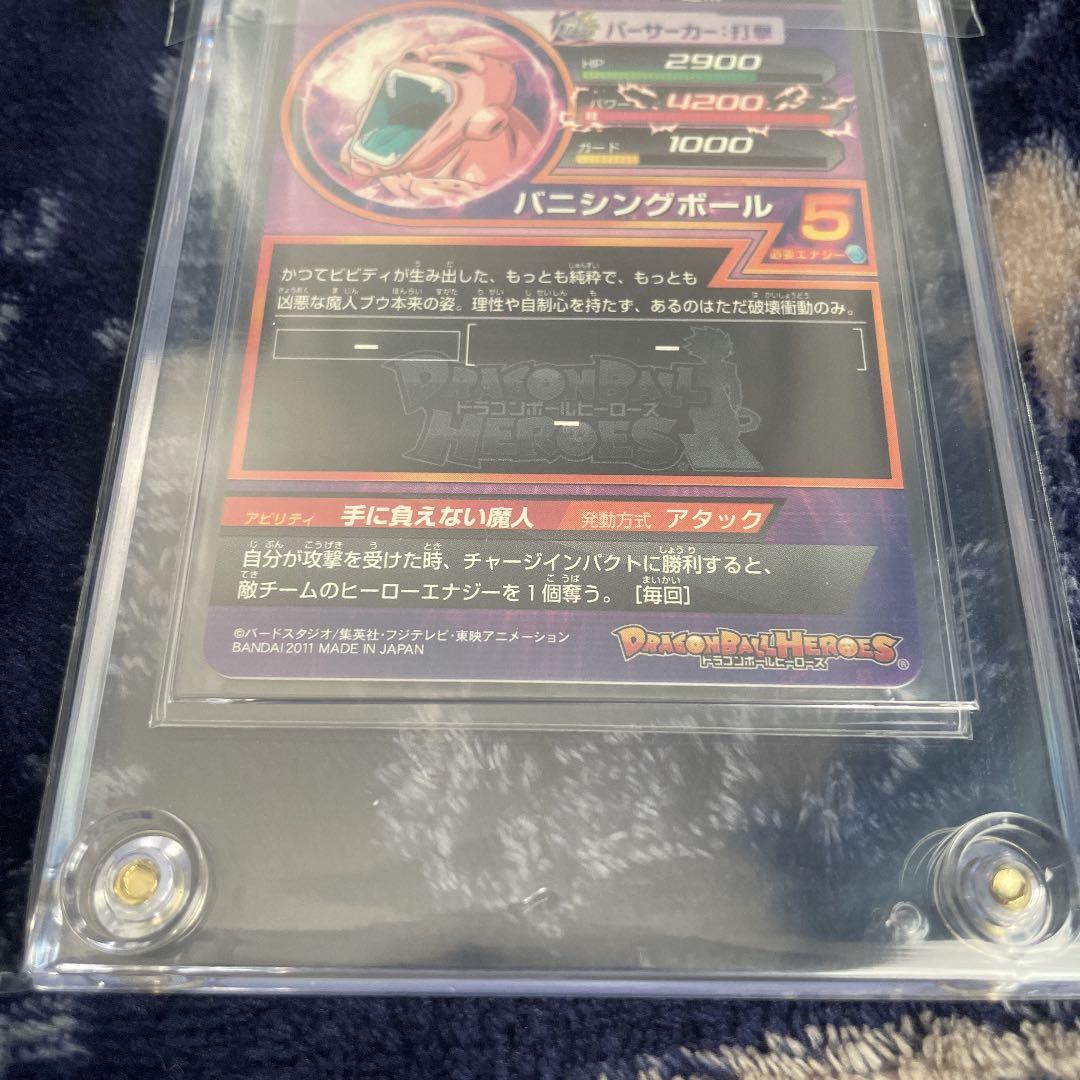 バーサーカー:打撃
HP 2900
パワー 4200
ガード 1000
バニシングボール 5
必要エナジー
かつてビビディが生み出した、もっとも純粋で、もっとも
凶悪な魔人ブウ本来の姿。理性や自制心を持たず、あるのはただ破壊衝動のみ。
DRAGONBALL
ドラゴンボールヒーローズ
HEROES
アビリティ 手に負えない魔人 発動方式 アタック
自分が攻撃を受けた時、チャージインパクトに勝利すると、
敵チームのヒーローエナジーを1個奪う。[毎回]
©バードスタジオ/集英社・フジテレビ・東映アニメーション
BANDAI 2011 MADE IN JAPAN
DRAGONBALL HEROES
ドラゴンボールヒーローズ